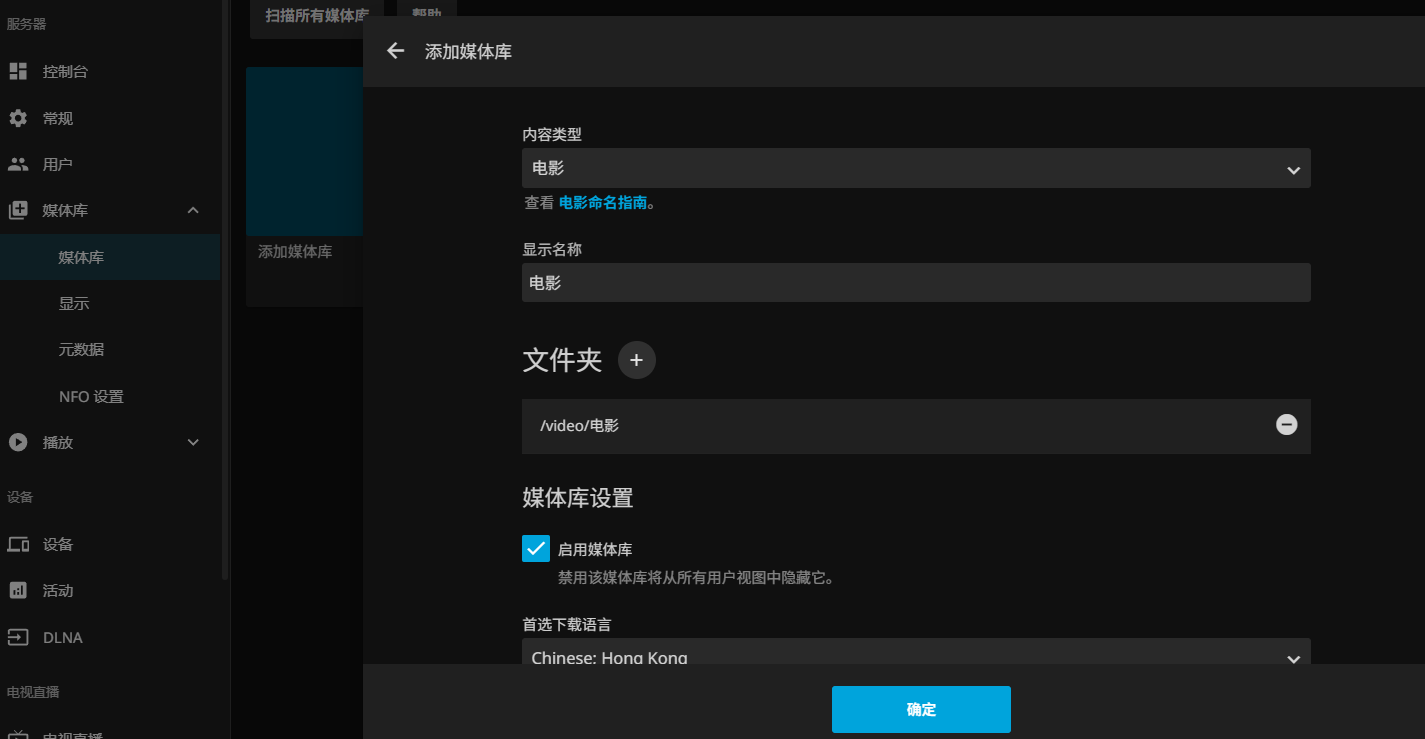 服务器
控制台
常规
用户
媒体库
媒体库
显示
元数据
NFO 设置
播放
设备
设备
活动
DLNA
电视直播
电视直播
扫描所有媒体库
帮助
添加媒体库
添加媒体库
内容类型
电影
查看 电影命名指南。
显示名称
电影
文件夹
/video/电影
媒体库设置
启用媒体库
禁用该媒体库将从所有用户视图中隐藏它。
首选下载语言
Chinese: Hong Kong
确定